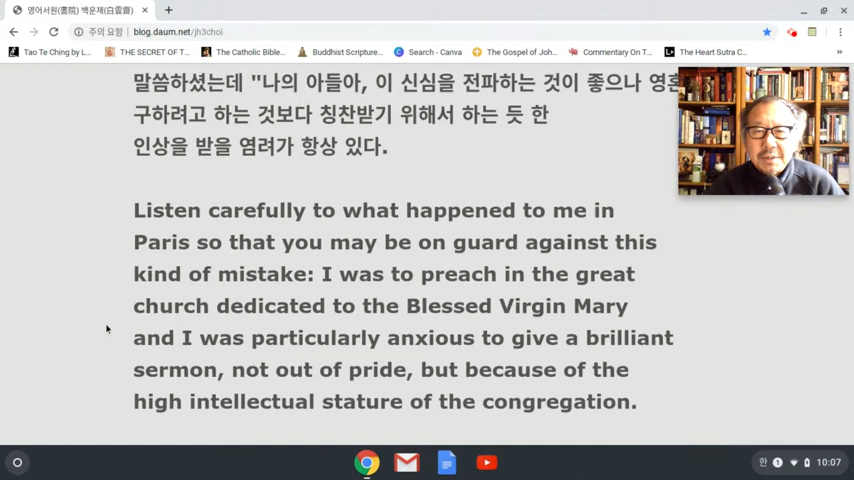 영어서원(書院) 백운재(白雲齋)
주의 요함
blog.daum.net/jh3choi
Tao Te Ching by L...
THE SECRET OF T...
The Catholic Bible...
Buddhist Scripture...
Search - Canva
The Gospel of Joh...
Commentary On T...
The Heart Sutra C...
말씀하셨는데 "나의 아들아, 이 신심을 전파하는 것이 좋으나
구하려고 하는 것보다 칭찬받기 위해서 하는 듯 한
인상을 받을 염려가 항상 있다.
Listen carefully to what happened to me in
Paris so that you may be on guard against this
kind of mistake: I was to preach in the great
church dedicated to the Blessed Virgin Mary
and I was particularly anxious to give a brilliant
sermon, not out of pride, but because of the
high intellectual stature of the congregation.
한
1
10:07